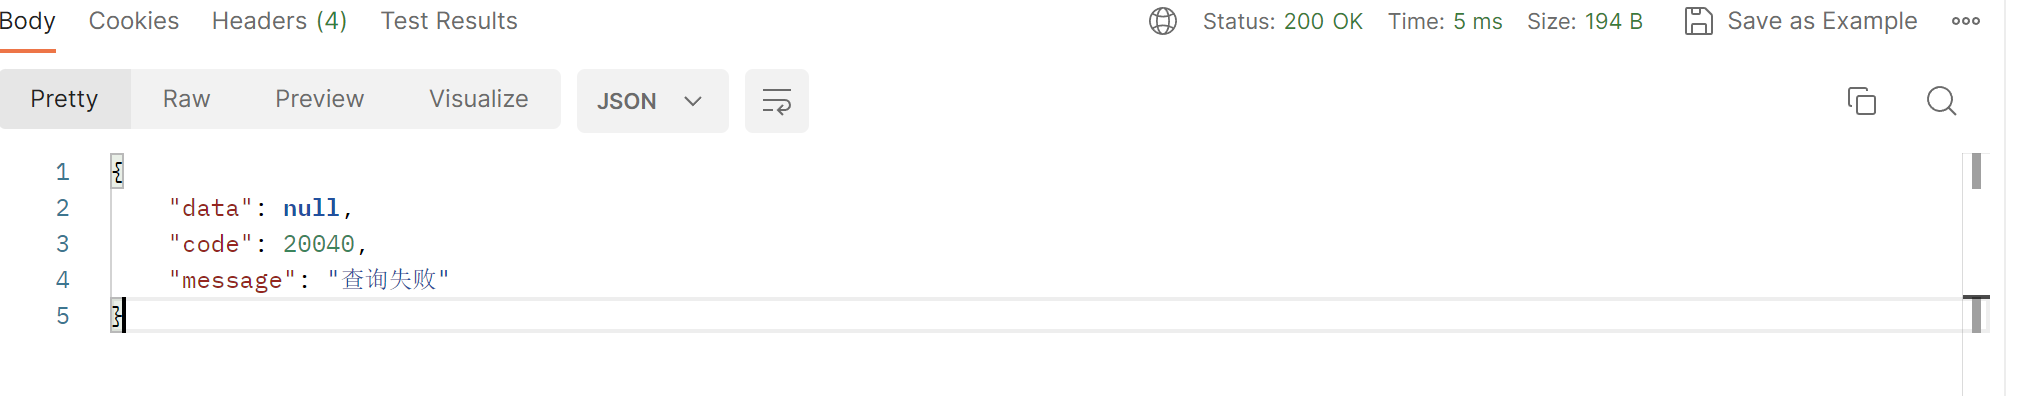 Body Cookies Headers (4) Test Results Status: 200 OK Time: 5 ms Size: 194 B Save as Example
Pretty Raw Preview Visualize JSON
1 {
2 "data": null,
3 "code": 20040,
4 "message": "查询失败"
5 }